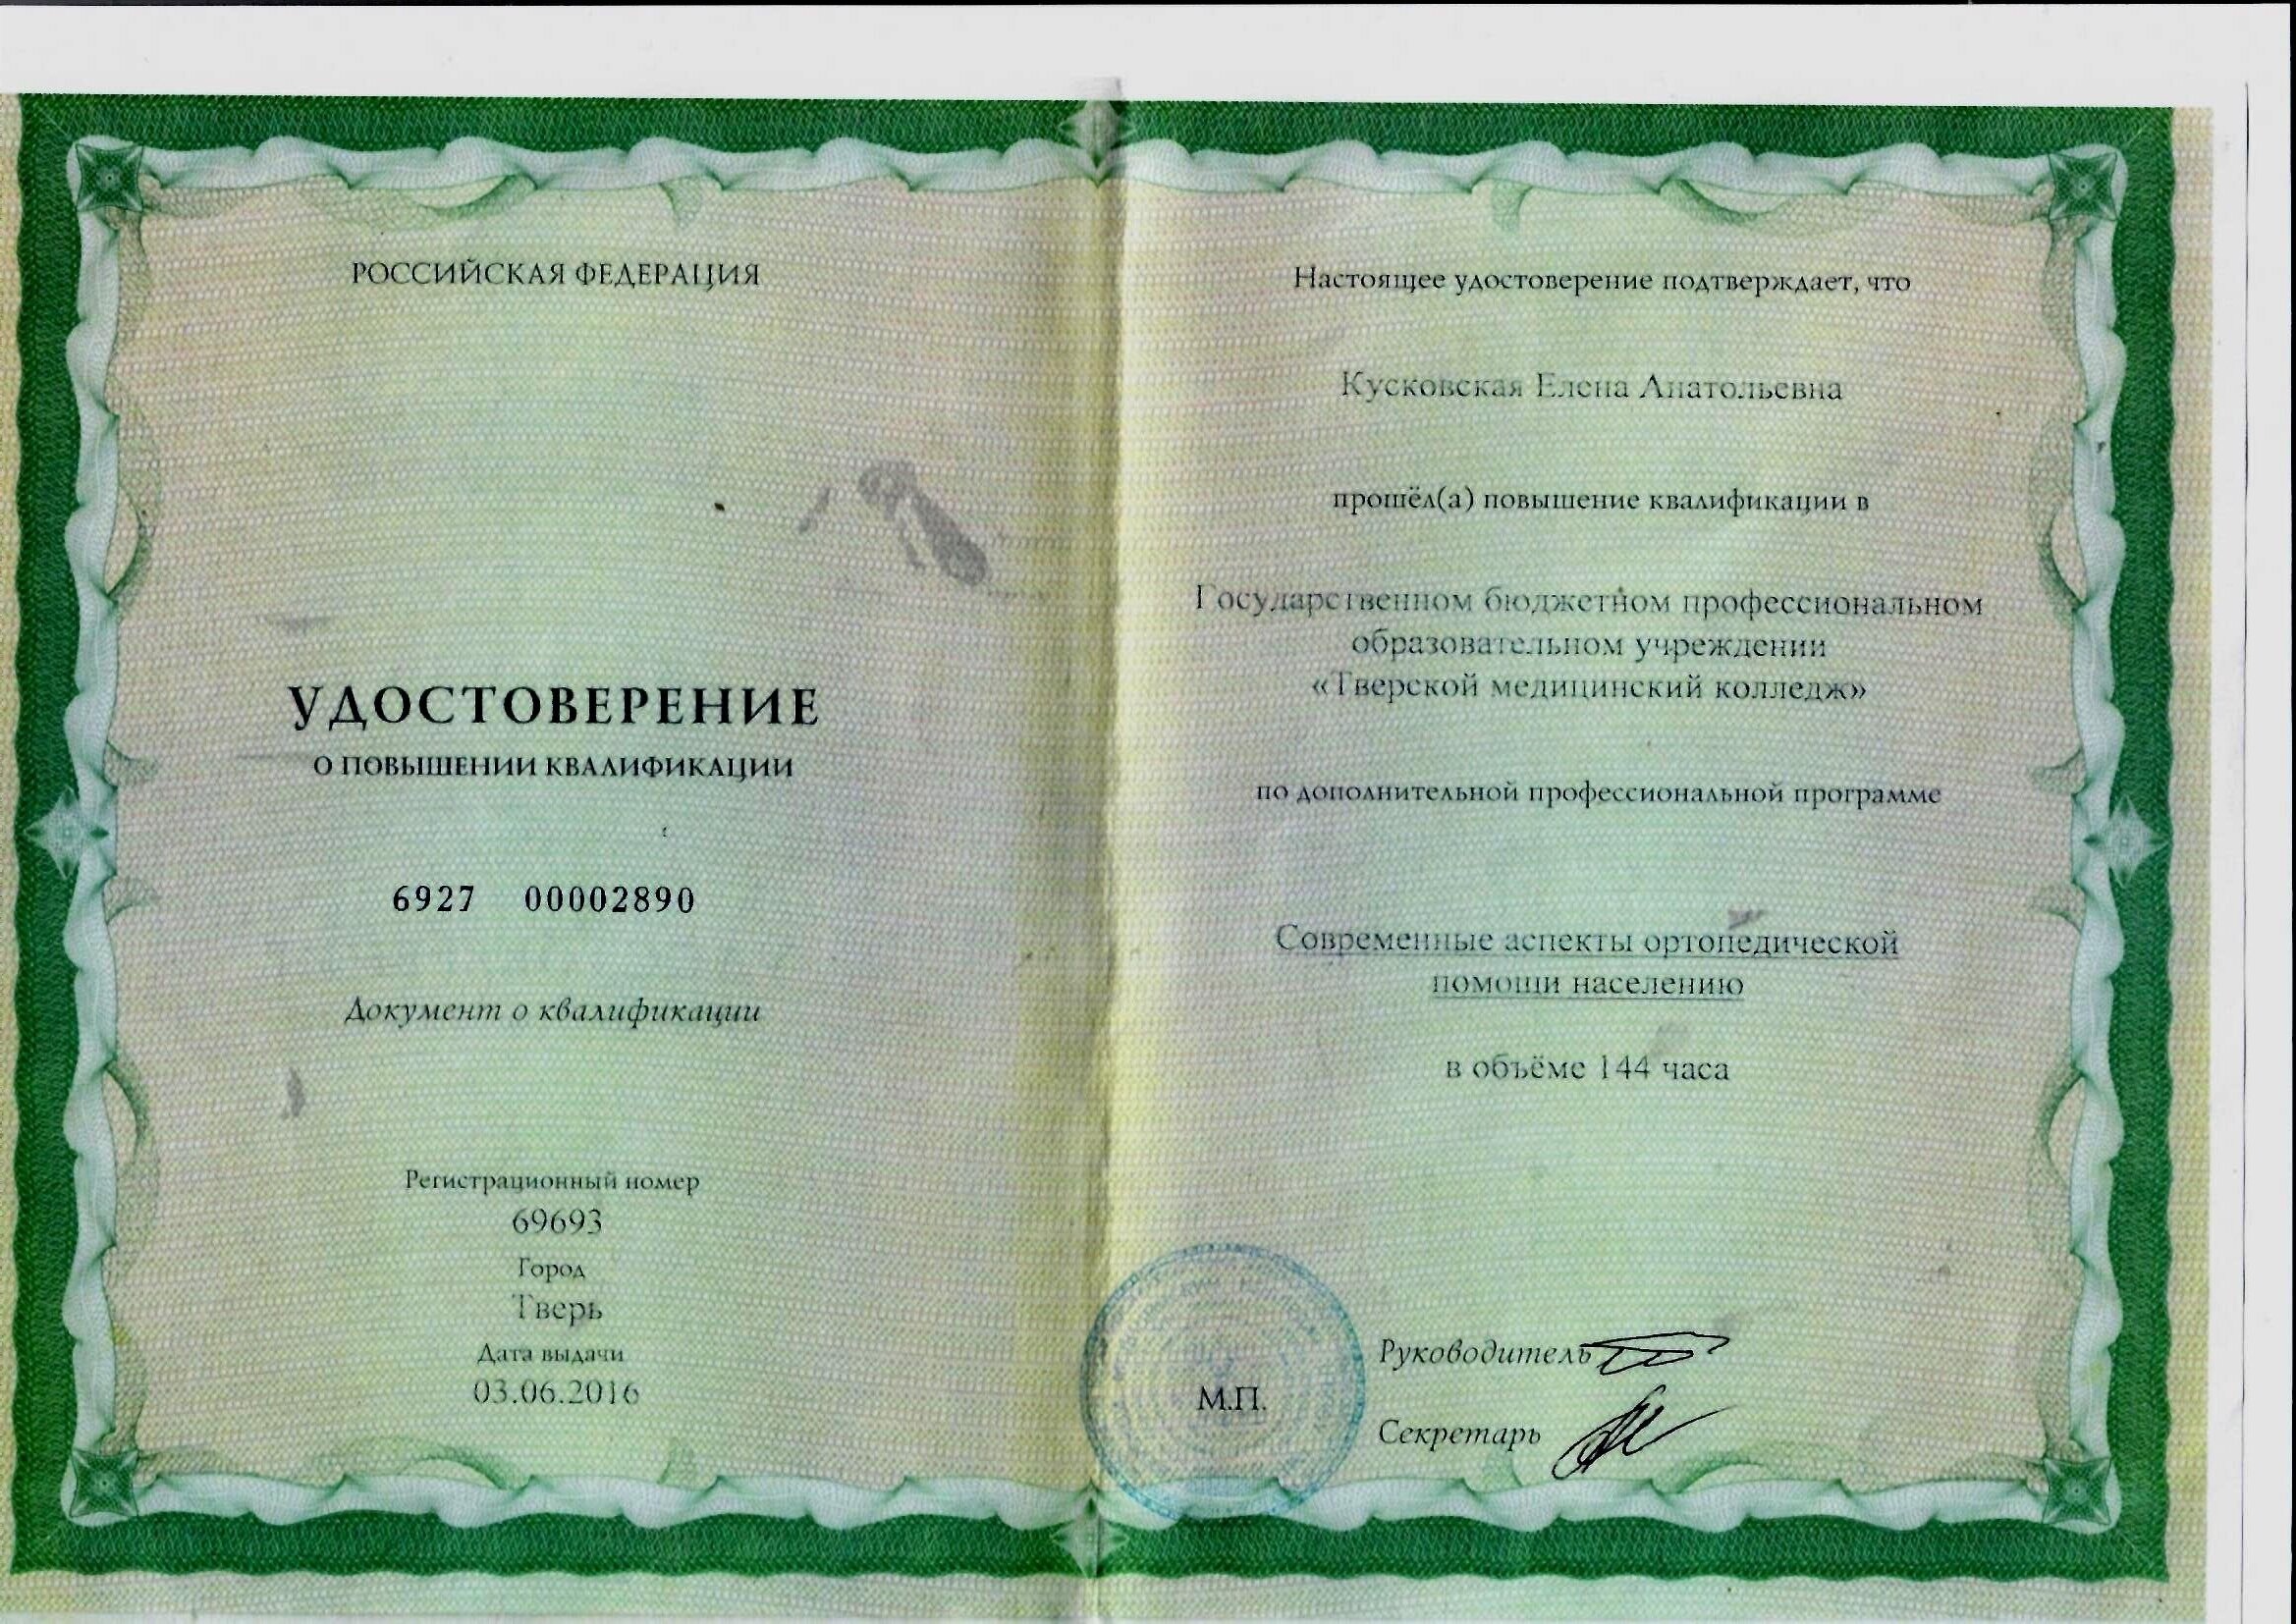 РОССИЙСКАЯ ФЕДЕРАЦИЯ
УДОСТОВЕРЕНИЕ
О ПОВЫШЕНИИ КВАЛИФИКАЦИИ
6927 00002890
Документ о квалификации
Регистрационный номер
69693
Город
Тверь
Дата выдачи
03.06.2016
Настоящее удостоверение подтверждает, что
Кусковская Елена Анатольевна
прошёл(а) повышение квалификации в
Государственном бюджетном профессиональном
образовательном учреждении
«Тверской медицинский колледж»
по дополнительной профессиональной программе
Современные аспекты ортопедической
помощи населению
в объёме 144 часа
Руководитель
М.П.
Секретарь